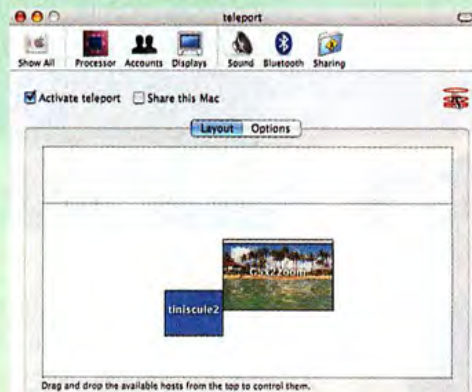 teleport
Show All Processor Accounts Displays Sound Bluetooth Sharing
Activate teleport Share this Mac
Layout Options
tiniscule2
Drag and drop the available hosts from the top to control them.